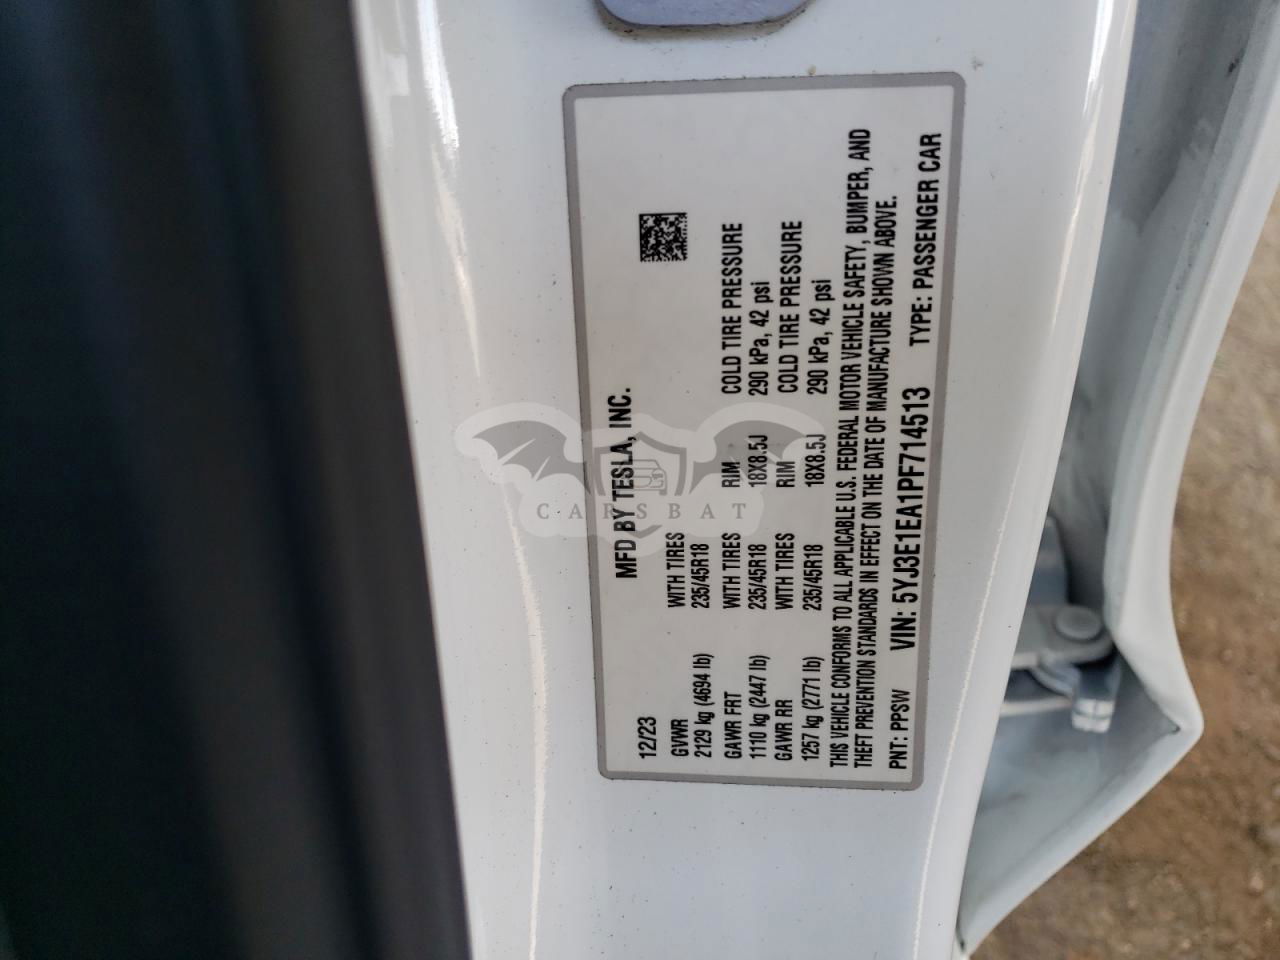 MFD BY TESLA, INC.
12/23
GVWR WITH TIRES
2129 kg (4694 lb) 235/45R18
GAWR FRT WITH TIRES RIM COLD TIRE PRESSURE
1110 kg (2447 lb) 235/45R18 18X8.5J 290 kPa, 42 psi
GAWR RR WITH TIRES RIM COLD TIRE PRESSURE
1257 kg (2771 lb) 235/45R18 18X8.5J 290 kPa, 42 psi
THIS VEHICLE CONFORMS TO ALL APPLICABLE U.S. FEDERAL MOTOR VEHICLE SAFETY, BUMPER, AND
THEFT PREVENTION STANDARDS IN EFFECT ON THE DATE OF MANUFACTURE SHOWN ABOVE.
PNT: PPSW VIN: 5YJ3E1EA1PF714513 TYPE: PASSENGER CAR
CARSBAT